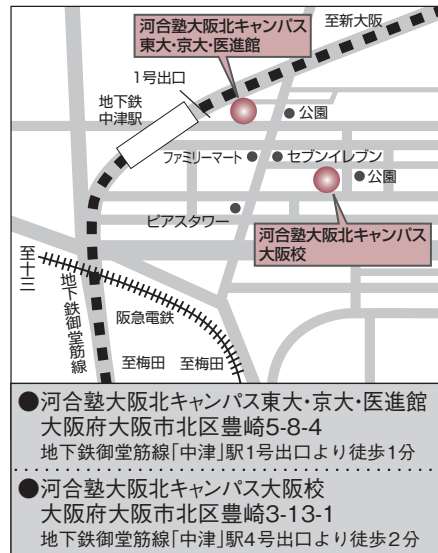 河合塾大阪北キャンパス
東大・京大・医進館
至新大阪
1号出口
地下鉄
中津駅
公園
ファミリーマート
セブンイレブン
公園
ピアスタワー
河合塾大阪北キャンパス
大阪校
至十三
地下鉄御堂筋線
阪急電鉄
至梅田
至梅田
●河合塾大阪北キャンパス東大・京大・医進館
大阪府大阪市北区豊崎5-8-4
地下鉄御堂筋線「中津」駅1号出口より徒歩1分
●河合塾大阪北キャンパス大阪校
大阪府大阪市北区豊崎3-13-1
地下鉄御堂筋線「中津」駅4号出口より徒歩2分